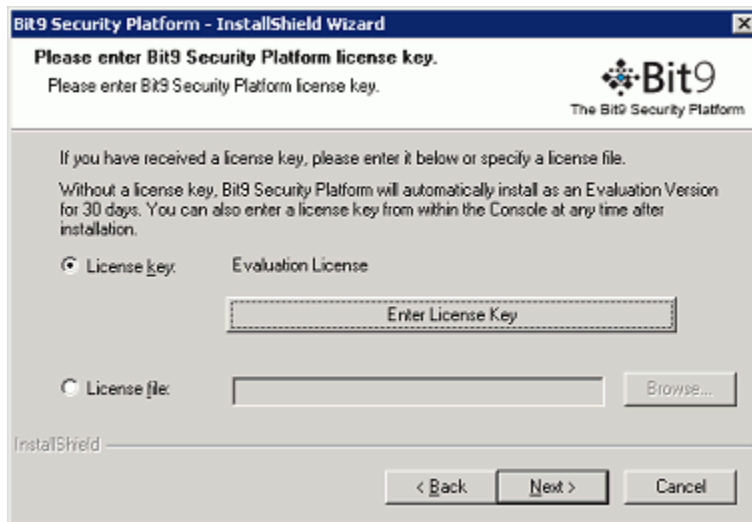 Bit9 Security Platform - InstallShield Wizard
Please enter Bit9 Security Platform license key.
Please enter Bit9 Security Platform license key.
Bit9
The Bit9 Security Platform
If you have received a license key, please enter it below or specify a license file.
Without a license key, Bit9 Security Platform will automatically install as an Evaluation Version
for 30 days. You can also enter a license key from within the Console at any time after
installation.
License key: Evaluation License
Enter License Key
License file: Browse...
InstallShield
< Back Next > Cancel